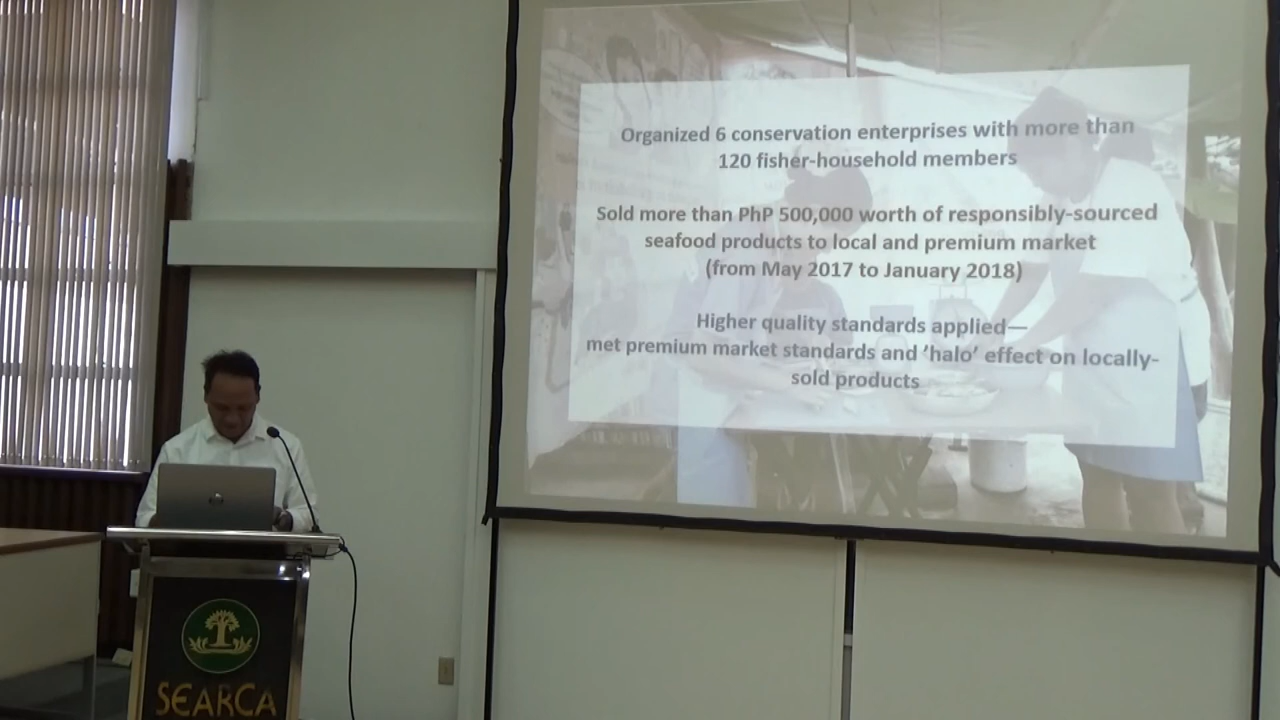 Organized 6 conservation enterprises with more than
120 fisher-household members
Sold more than PhP 500,000 worth of responsibly-sourced
seafood products to local and premium market
(from May 2017 to January 2018)
Higher quality standards applied—
met premium market standards and ‘halo’ effect on locally-
sold products
SEARCA